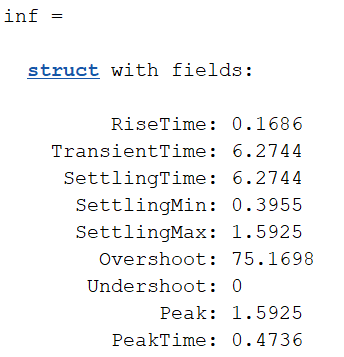 inf =
struct with fields:
RiseTime: 0.1686
TransientTime: 6.2744
SettlingTime: 6.2744
SettlingMin: 0.3955
SettlingMax: 1.5925
Overshoot: 75.1698
Undershoot: 0
Peak: 1.5925
PeakTime: 0.4736